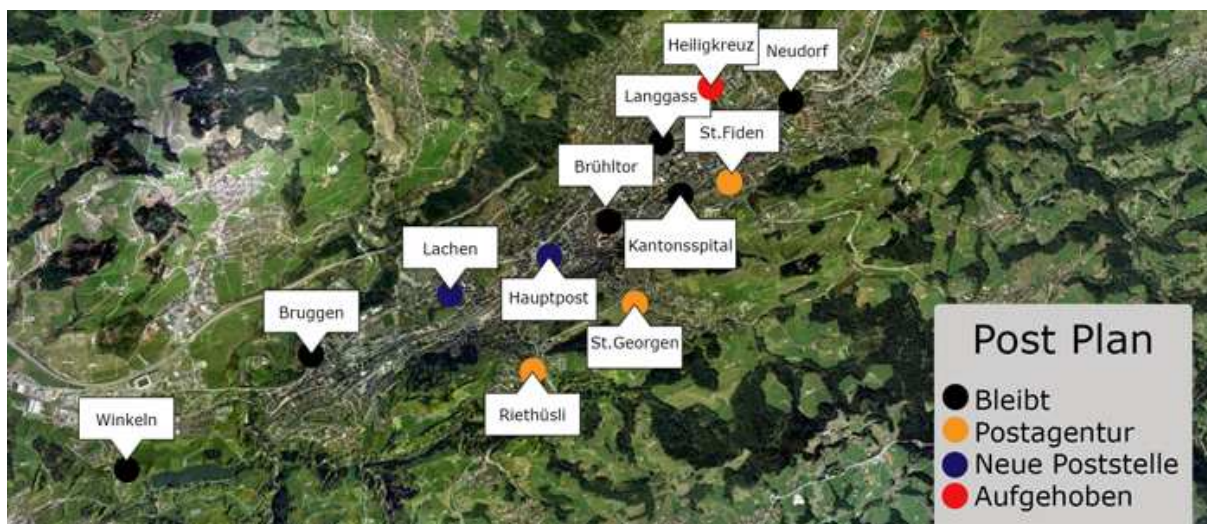 Heiligkreuz
Neudorf
Langgass
St.Fiden
Brühltor
Kantonsspital
Lachen
Hauptpost
Bruggen
St.Georgen
Riethüsli
Winkeln
Post Plan
Bleibt
Postagentur
Neue Poststelle
Aufgehoben